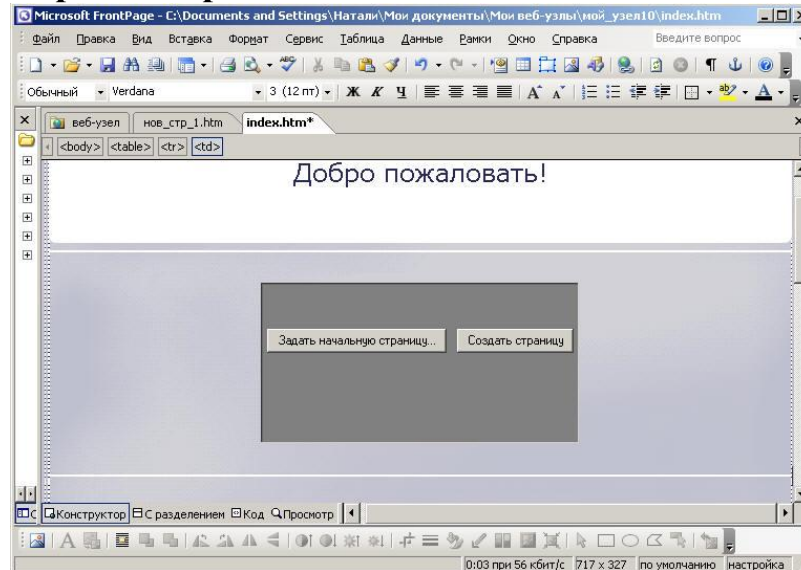 Microsoft FrontPage - C:\Documents and Settings\Натали\Мои документы\Мои веб-узлы\мой_узел10\index.htm
Файл Правка Вид Вставка Формат Сервис Таблица Данные Рамки Окно Справка Введите вопрос
Обычный Verdana 3 (12 пт) Ж К Ч
веб-узел нов_стр_1.htm index.htm*
<body> <table> <tr> <td>
Добро пожаловать!
Задать начальную страницу... Создать страницу
Конструктор С разделением Код Просмотр
0:03 при 56 кбит/с 717 x 327 по умолчанию настройка